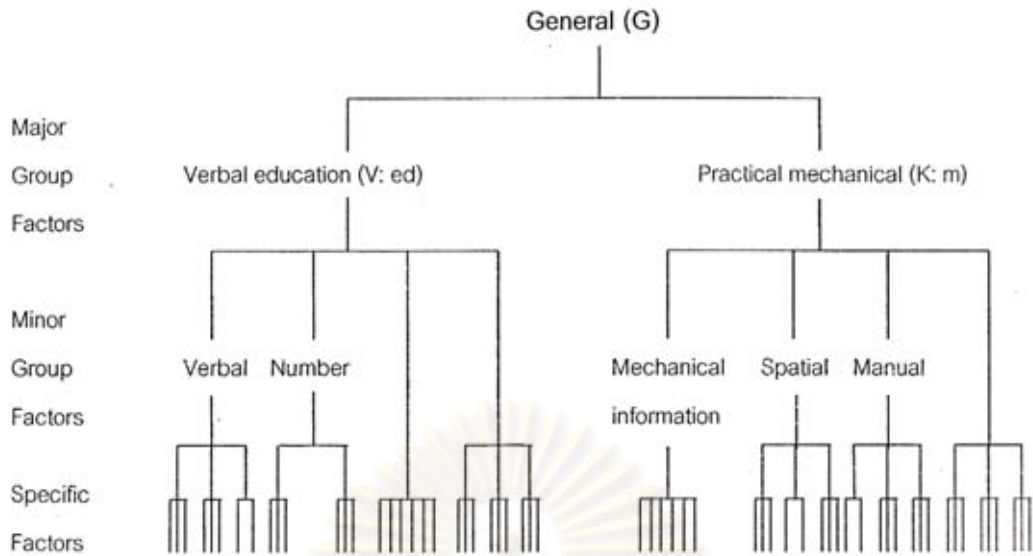 General (G)
Major
Group Verbal education (V: ed) Practical mechanical (K: m)
Factors
Minor
Group Verbal Number Mechanical Spatial Manual
Factors information
Specific
Factors